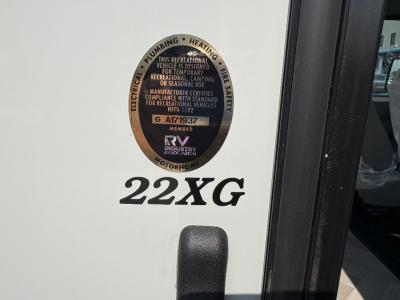 ELECTRICAL • PLUMBING • HEATING • FIRE SAFETY
THIS RECREATIONAL
VEHICLE IS DESIGNED
FOR TEMPORARY
RECREATIONAL, CAMPING,
OR SEASONAL USE
MANUFACTURER CERTIFIES
COMPLIANCE WITH STANDARD
FOR RECREATIONAL VEHICLES
NFPA 1192
G A171937
MEMBER
RV
INDUSTRY
ASSOCIATION
MOTORHOME
22XG